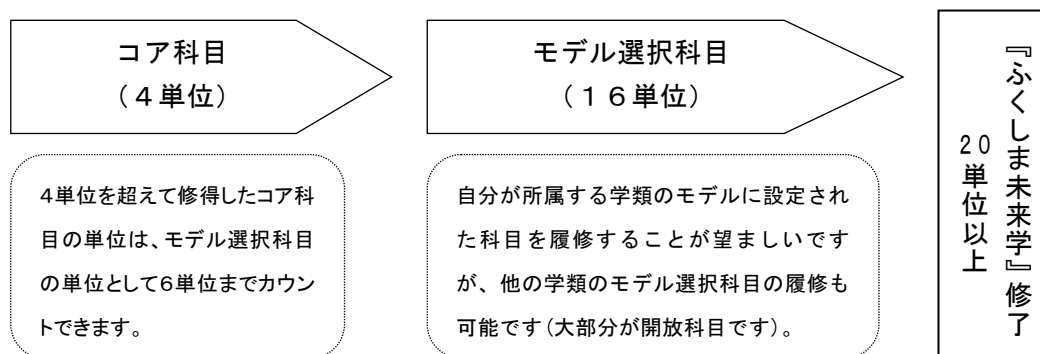 コア科目
（４単位）
モデル選択科目
（１６単位）
４単位を超えて修得したコア科
目の単位は、モデル選択科目
の単位として６単位までカウン
トできます。
自分が所属する学類のモデルに設定され
た科目を履修することが望ましいです
が、他の学類のモデル選択科目の履修も
可能です（大部分が開放科目です）。
『ふくしま未来学』修了
20単位以上